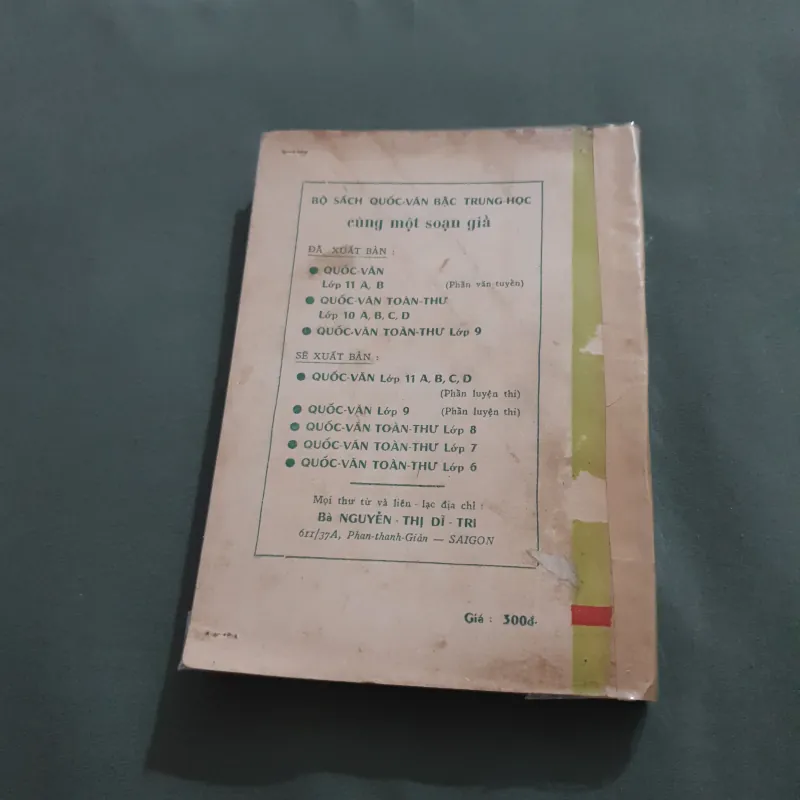 BỘ SÁCH QUỐC-VĂN BẬC TRUNG-HỌC
cùng một soạn giả
ĐÃ XUẤT BẢN :
● QUỐC-VĂN
Lớp 11 A, B (Phần văn-tuyển)
● QUỐC-VĂN TOÀN-THƯ
Lớp 10 A, B, C, D
● QUỐC-VĂN TOÀN-THƯ Lớp 9
SẼ XUẤT BẢN :
● QUỐC-VĂN Lớp 11 A, B, C, D
(Phần luyện thi)
● QUỐC-VĂN Lớp 9 (Phần luyện thi)
● QUỐC-VĂN TOÀN-THƯ Lớp 8
● QUỐC-VĂN TOÀN-THƯ Lớp 7
● QUỐC-VĂN TOÀN-THƯ Lớp 6
Mọi thư từ và liên-lạc địa chỉ :
Bà NGUYỄN - THỊ DĨ - TRI
611/37A, Phan-thanh-Giản — SAIGON
Giá : 300đ.